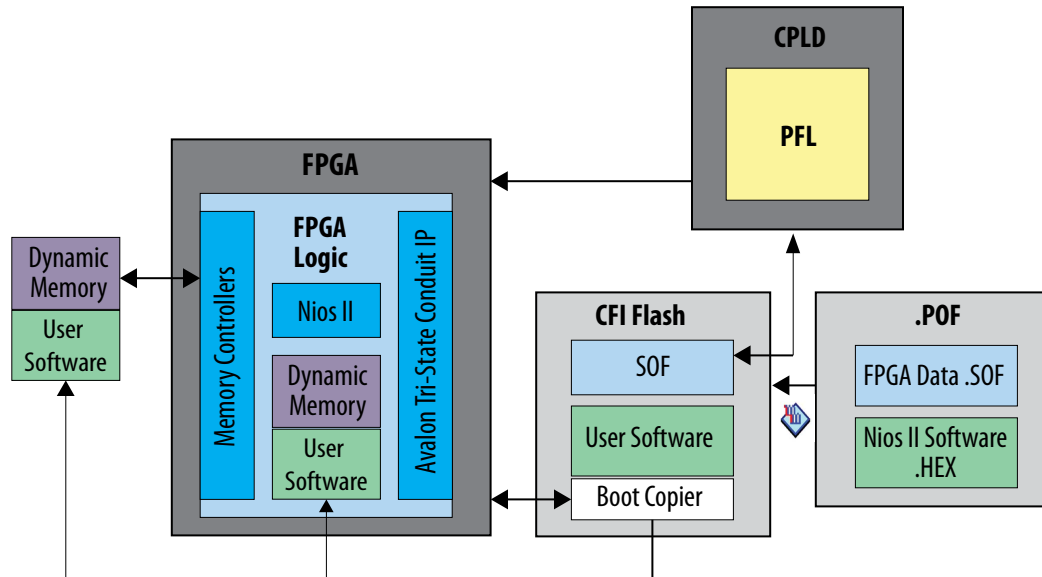 CPLD
PFL
FPGA
FPGA
Logic
Memory Controllers
Nios II
Dynamic
Memory
User
Software
Avalon Tri-State Conduit IP
Dynamic
Memory
User
Software
CFI Flash
SOF
User Software
Boot Copier
.POF
FPGA Data .SOF
Nios II Software
.HEX